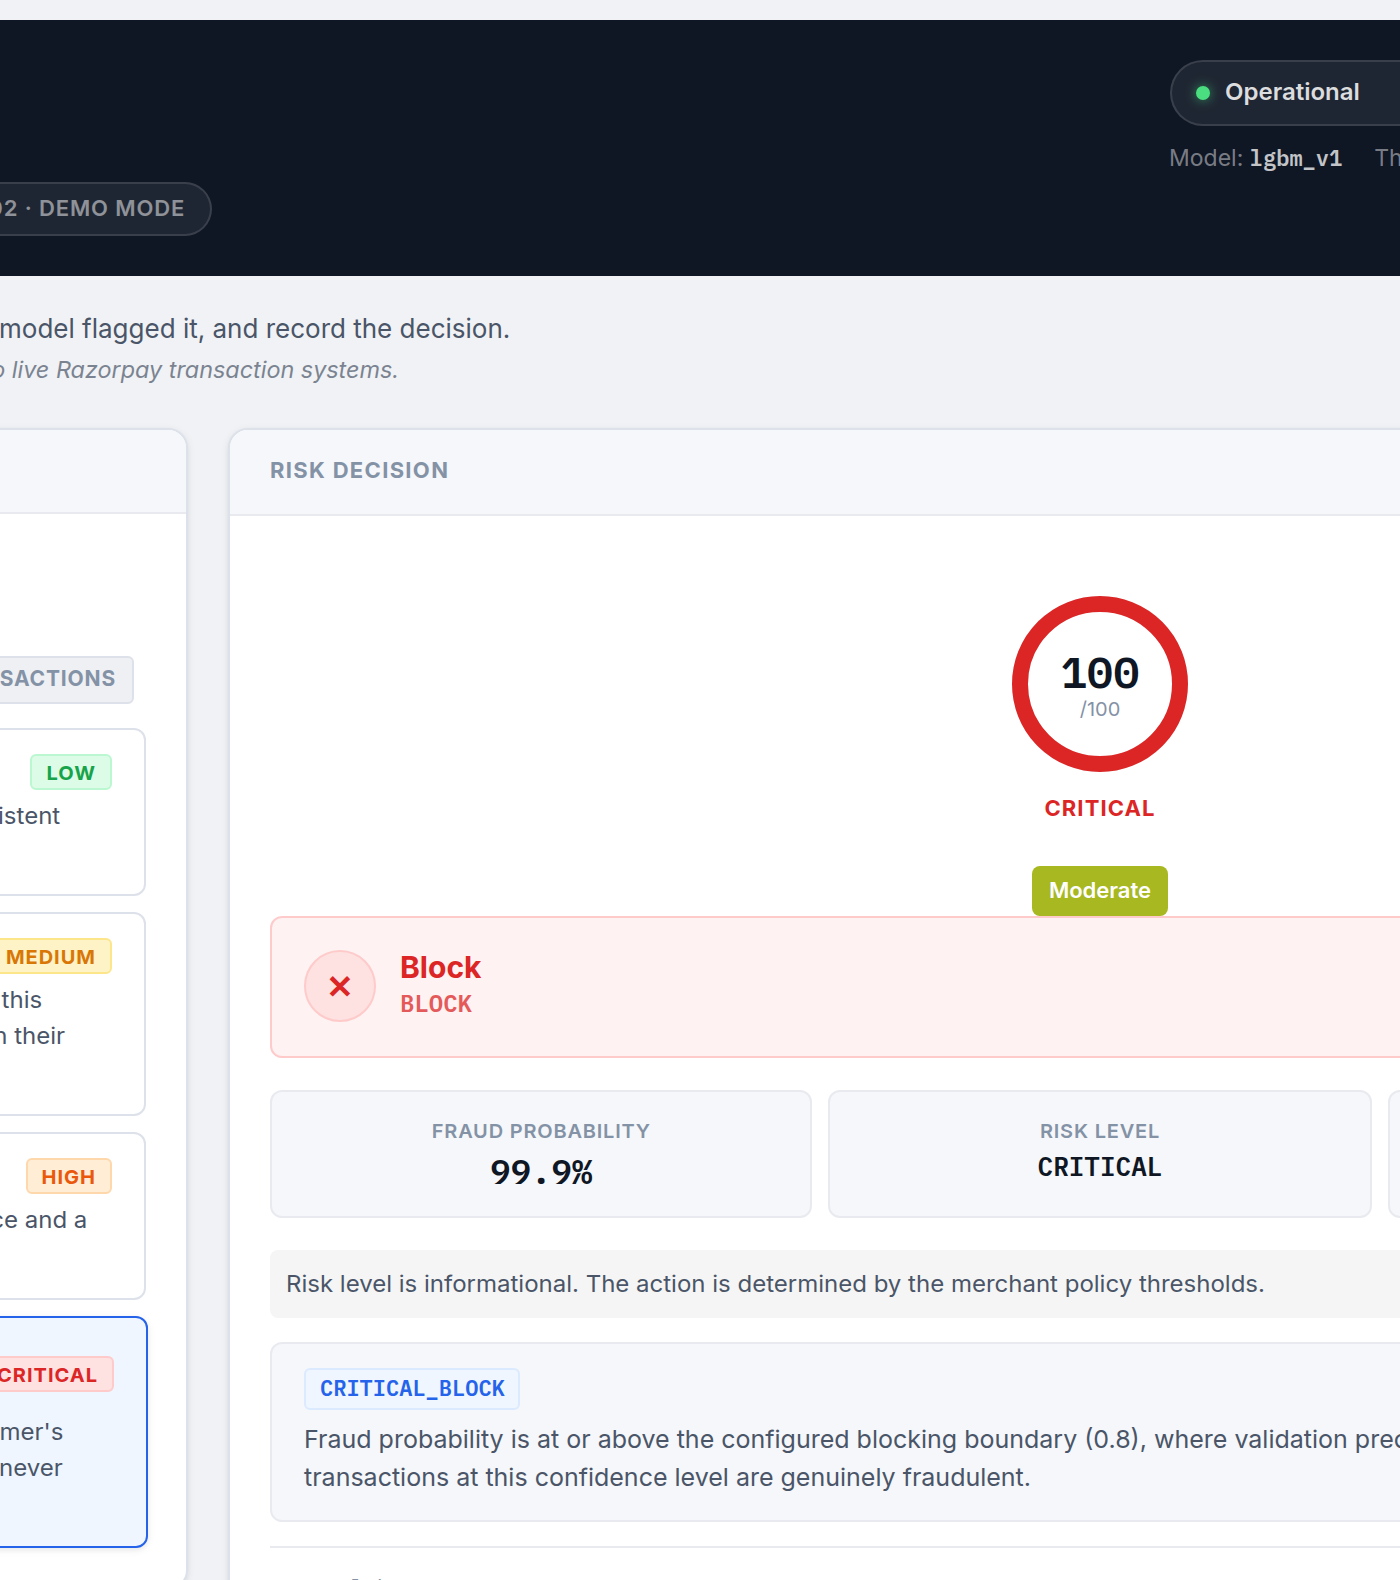 Operational
Model: lgbm_v1 Th
02 · DEMO MODE
model flagged it, and record the decision.
o live Razorpay transaction systems.
RISK DECISION
100
/100
CRITICAL
Moderate
SACTIONS
LOW
istent
MEDIUM
this
n their
HIGH
ce and a
CRITICAL
mer's
never
✕
Block
BLOCK
FRAUD PROBABILITY
99.9%
RISK LEVEL
CRITICAL
Risk level is informational. The action is determined by the merchant policy thresholds.
CRITICAL_BLOCK
Fraud probability is at or above the configured blocking boundary (0.8), where validation prec
transactions at this confidence level are genuinely fraudulent.